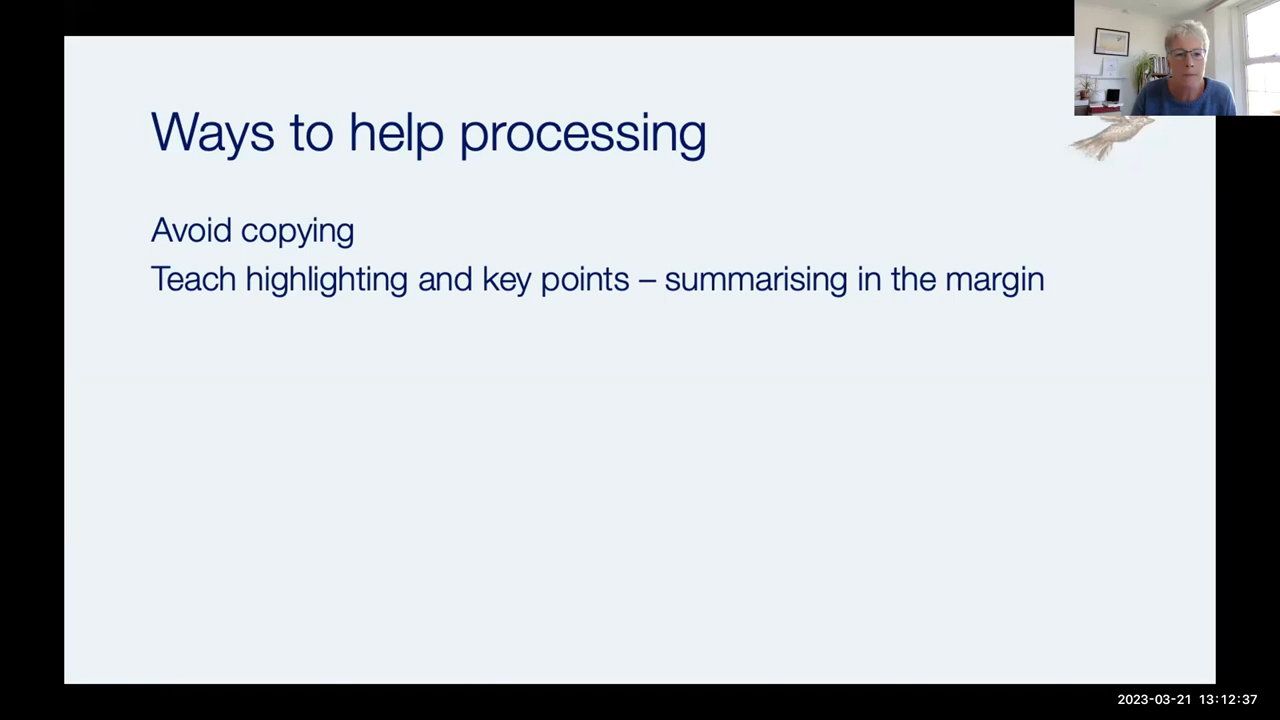 Ways to help processing
Avoid copying
Teach highlighting and key points – summarising in the margin
2023-03-21 13:12:37